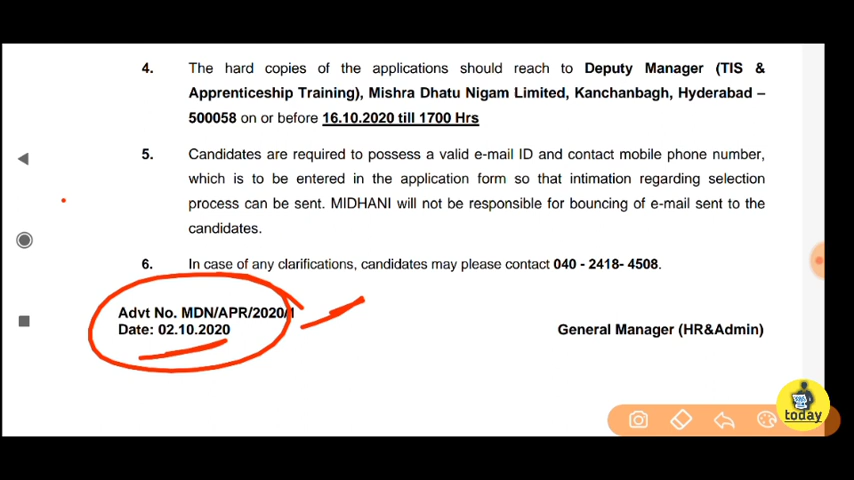 4. The hard copies of the applications should reach to Deputy Manager (TIS &
Apprenticeship Training), Mishra Dhatu Nigam Limited, Kanchanbagh, Hyderabad –
500058 on or before 16.10.2020 till 1700 Hrs
5. Candidates are required to possess a valid e-mail ID and contact mobile phone number,
which is to be entered in the application form so that intimation regarding selection
process can be sent. MIDHANI will not be responsible for bouncing of e-mail sent to the
candidates.
6. In case of any clarifications, candidates may please contact 040 - 2418- 4508.
Advt No. MDN/APR/2020/1
Date: 02.10.2020
General Manager (HR&Admin)
today